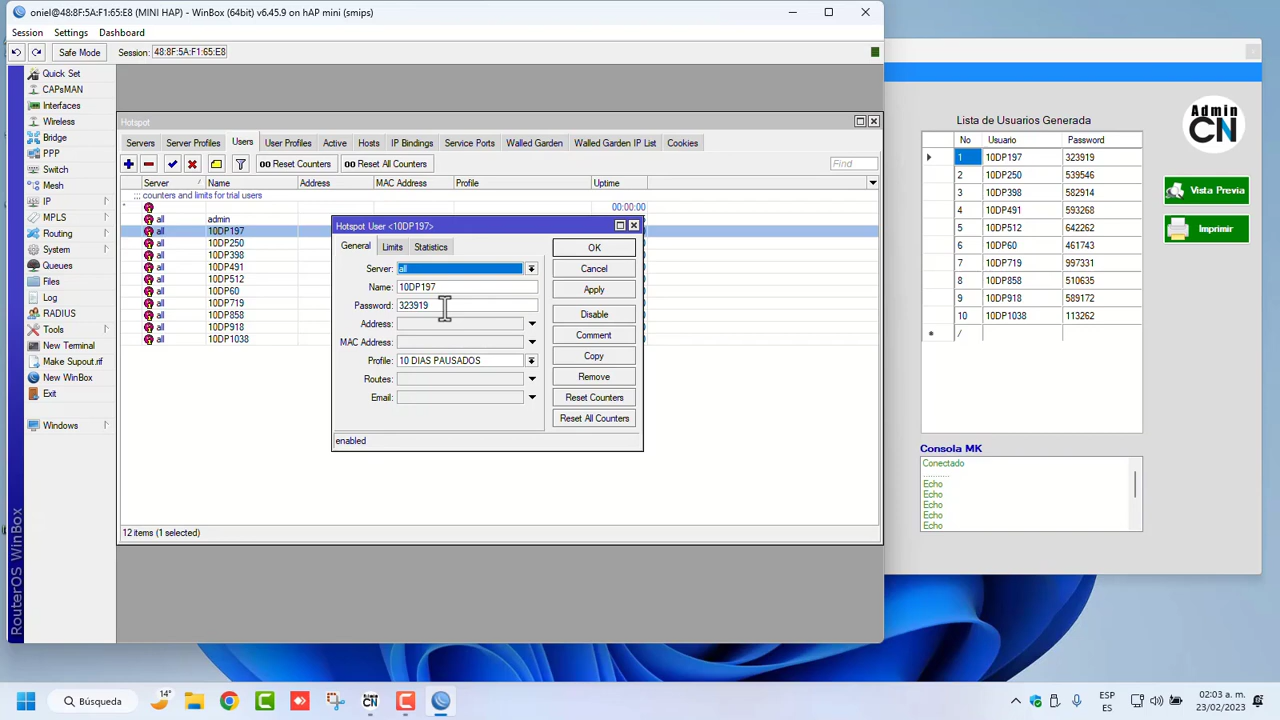 oniel@48:8F:5A:F1:65:E8 (MINI HAP) - WinBox (64bit) v6.45.9 on hAP mini (smips)
Session Settings Dashboard
Safe Mode Session: 48:8F:5A:F1:65:E8
Quick Set
CAPsMAN
Interfaces
Wireless
Bridge
PPP
Switch
Mesh
IP
MPLS
Routing
System
Queues
Files
Log
RADIUS
Tools
New Terminal
Make Supout.rif
New WinBox
Exit
Windows
RouterOS WinBox
Hotspot
Servers Server Profiles Users User Profiles Active Hosts IP Bindings Service Ports Walled Garden Walled Garden IP List Cookies
00 Reset Counters 00 Reset All Counters Find
Server Name Address MAC Address Profile Uptime
;;; counters and limits for trial users
00:00:00
all admin
all 10DP197
all 10DP250
all 10DP398
all 10DP491
all 10DP512
all 10DP60
all 10DP719
all 10DP858
all 10DP918
all 10DP1038
12 items (1 selected)
Hotspot User <10DP197>
General Limits Statistics
Server: all
Name: 10DP197
Password: 323919
Address:
MAC Address:
Profile: 10 DIAS PAUSADOS
Routes:
Email:
OK
Cancel
Apply
Disable
Comment
Copy
Remove
Reset Counters
Reset All Counters
enabled
Lista de Usuarios Generada
No Usuario Password
1 10DP197 323919
2 10DP250 539546
3 10DP398 582914
4 10DP491 593268
5 10DP512 642262
6 10DP60 461743
7 10DP719 997331
8 10DP858 510635
9 10DP918 589172
10 10DP1038 113262
* /
Admin
CN
Vista Previa
Imprimir
Consola MK
Conectado
...........
Echo
Echo
Echo
Echo
Echo
Búsqueda
14°
CN
ESP
ES
02:03 a. m.
23/02/2023